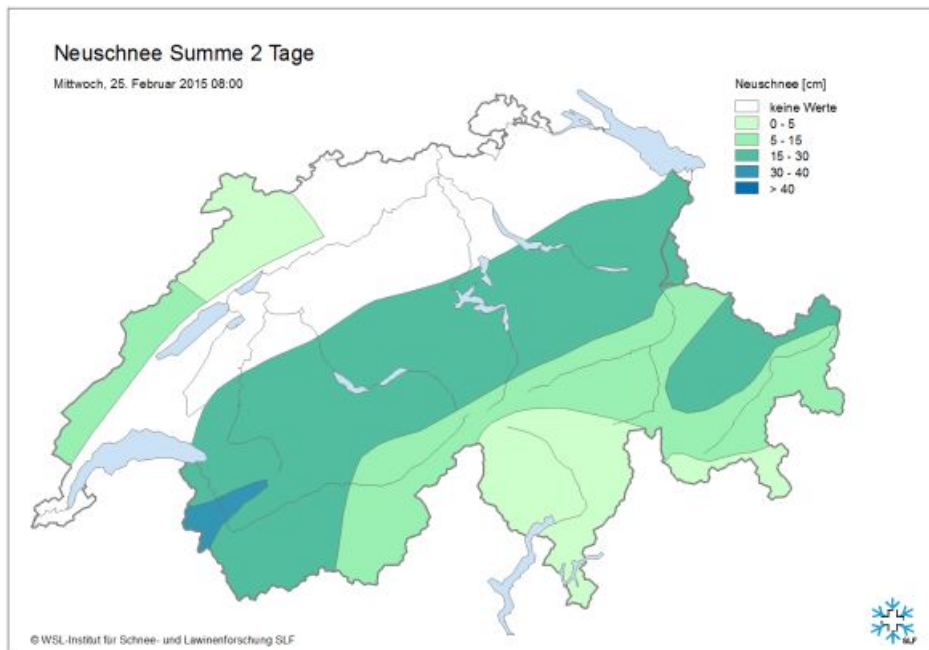 Neuschnee Summe 2 Tage
Mittwoch, 25. Februar 2015 08:00
Neuschnee [cm]
keine Werte
0 - 5
5 - 15
15 - 30
30 - 40
> 40
© WSL-Institut für Schnee- und Lawinenforschung SLF
SLF